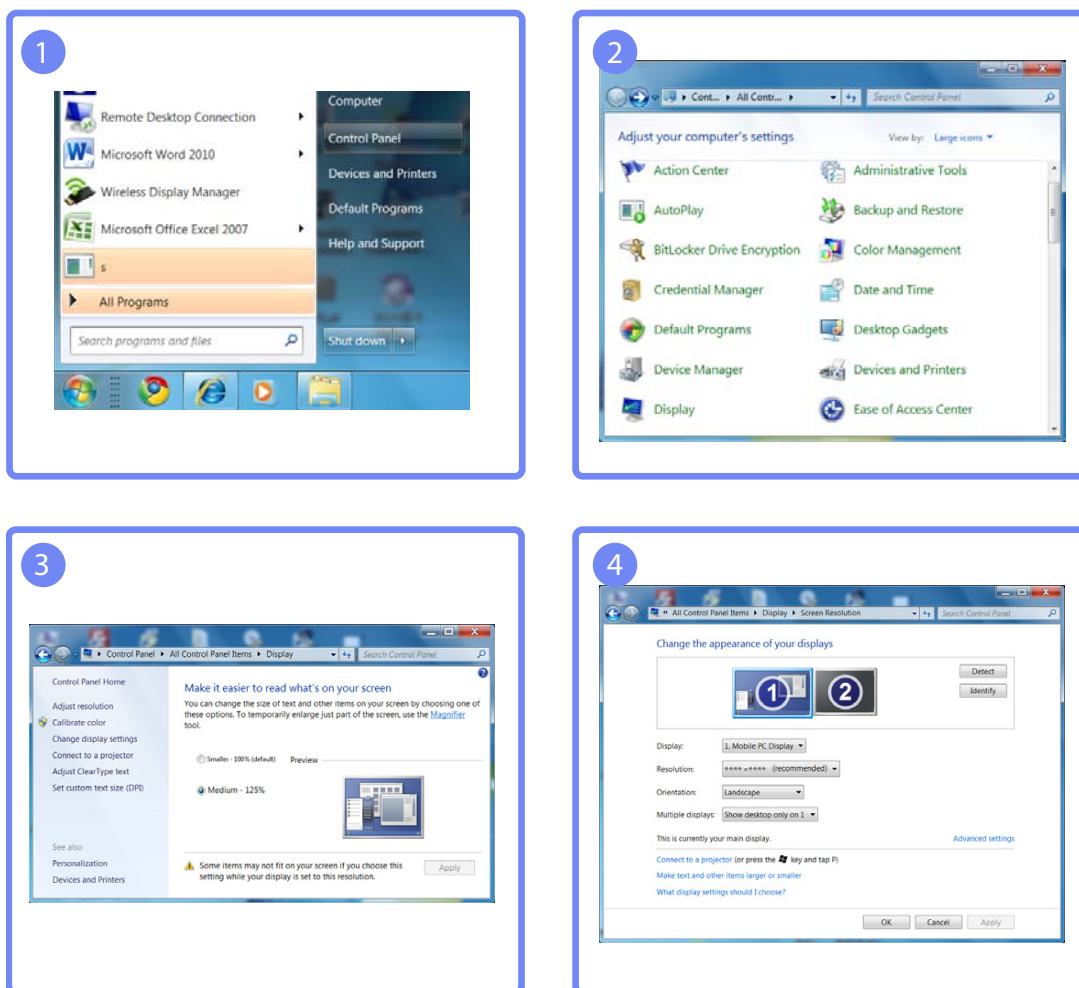 1
Remote Desktop Connection
Microsoft Word 2010
Wireless Display Manager
Microsoft Office Excel 2007
s
All Programs
Search programs and files
Computer
Control Panel
Devices and Printers
Default Programs
Help and Support
Shut down
2
Cont... All Contr...
Search Control Panel
Adjust your computer's settings
View by: Large icons
Action Center
Administrative Tools
AutoPlay
Backup and Restore
BitLocker Drive Encryption
Color Management
Credential Manager
Date and Time
Default Programs
Desktop Gadgets
Device Manager
Devices and Printers
Display
Ease of Access Center
3
Control Panel All Control Panel Items Display
Search Control Panel
Control Panel Home
Adjust resolution
Calibrate color
Change display settings
Connect to a projector
Adjust ClearType text
Set custom text size (DPI)
See also
Personalization
Devices and Printers
Make it easier to read what's on your screen
You can change the size of text and other items on your screen by choosing one of
these options. To temporarily enlarge just part of the screen, use the Magnifier
tool.
Smaller - 100% (default) Preview
Medium - 125%
Some items may not fit on your screen if you choose this
setting while your display is set to this resolution.
Apply
4
« All Control Panel Items Display Screen Resolution
Search Control Panel
Change the appearance of your displays
1 2
Detect
Identify
Display: 1. Mobile PC Display
Resolution: ****×**** (recommended)
Orientation: Landscape
Multiple displays: Show desktop only on 1
This is currently your main display. Advanced settings
Connect to a projector (or press the key and tap P)
Make text and other items larger or smaller
What display settings should I choose?
OK Cancel Apply